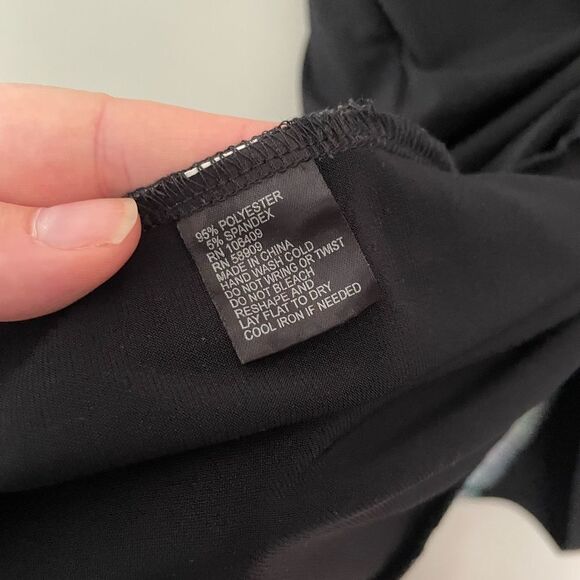 95% POLYESTER
5% SPANDEX
RN 106409
RN 58909
MADE IN CHINA
HAND WASH COLD
DO NOT WRING OR TWIST
DO NOT BLEACH
RESHAPE AND
LAY FLAT TO DRY
COOL IRON IF NEEDED